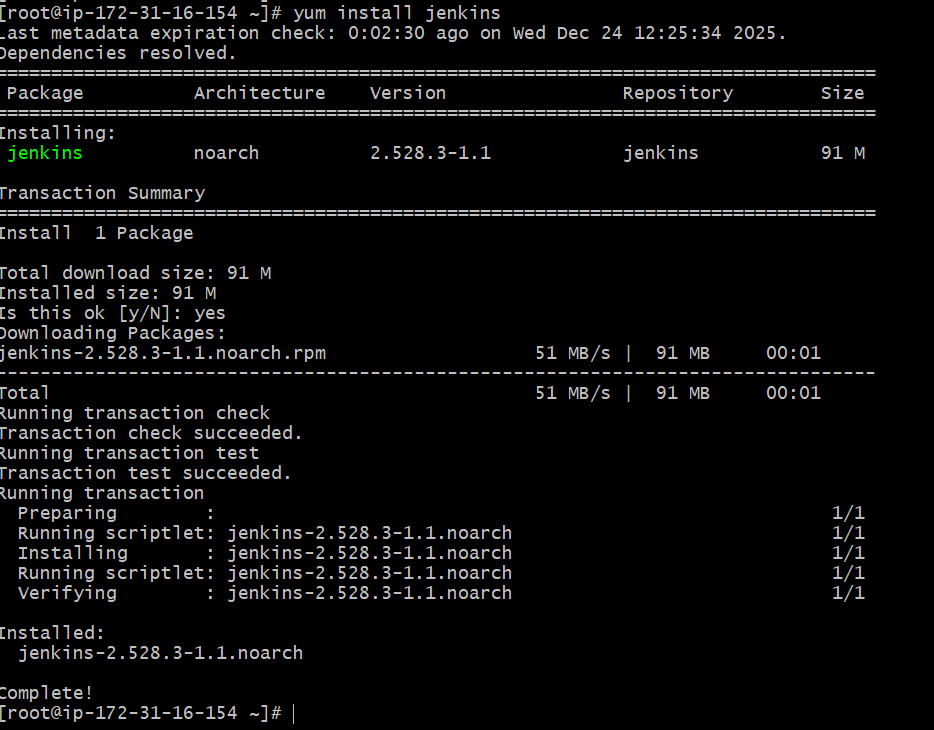 [root@ip-172-31-16-154 ~]# yum install jenkins
Last metadata expiration check: 0:02:30 ago on Wed Dec 24 12:25:34 2025.
Dependencies resolved.
================================================================================
Package Architecture Version Repository Size
================================================================================
Installing:
jenkins noarch 2.528.3-1.1 jenkins 91 M
Transaction Summary
================================================================================
Install 1 Package
Total download size: 91 M
Installed size: 91 M
Is this ok [y/N]: yes
Downloading Packages:
jenkins-2.528.3-1.1.noarch.rpm 51 MB/s | 91 MB 00:01
--------------------------------------------------------------------------------
Total 51 MB/s | 91 MB 00:01
Running transaction check
Transaction check succeeded.
Running transaction test
Transaction test succeeded.
Running transaction
Preparing : 1/1
Running scriptlet: jenkins-2.528.3-1.1.noarch 1/1
Installing : jenkins-2.528.3-1.1.noarch 1/1
Running scriptlet: jenkins-2.528.3-1.1.noarch 1/1
Verifying : jenkins-2.528.3-1.1.noarch 1/1
Installed:
jenkins-2.528.3-1.1.noarch
Complete!
[root@ip-172-31-16-154 ~]#